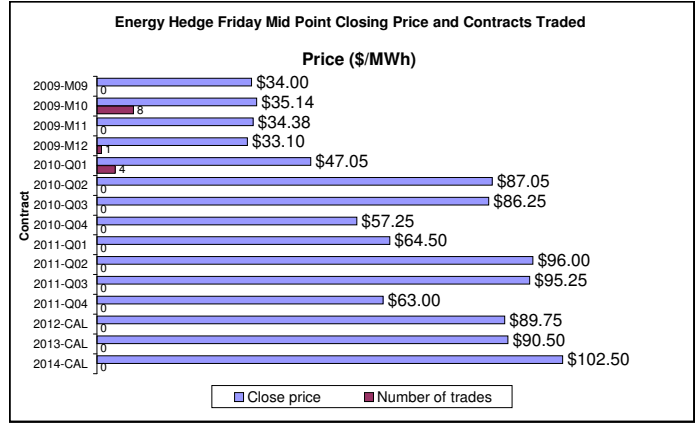 Energy Hedge Friday Mid Point Closing Price and Contracts Traded
Price ($/MWh)
Contract
2009-M09 $34.00
0
2009-M10 $35.14
8
2009-M11 $34.38
0
2009-M12 $33.10
1
2010-Q01 $47.05
4
2010-Q02 $87.05
0
2010-Q03 $86.25
0
2010-Q04 $57.25
0
2011-Q01 $64.50
0
2011-Q02 $96.00
0
2011-Q03 $95.25
0
2011-Q04 $63.00
0
2012-CAL $89.75
0
2013-CAL $90.50
0
2014-CAL $102.50
0
Close price Number of trades